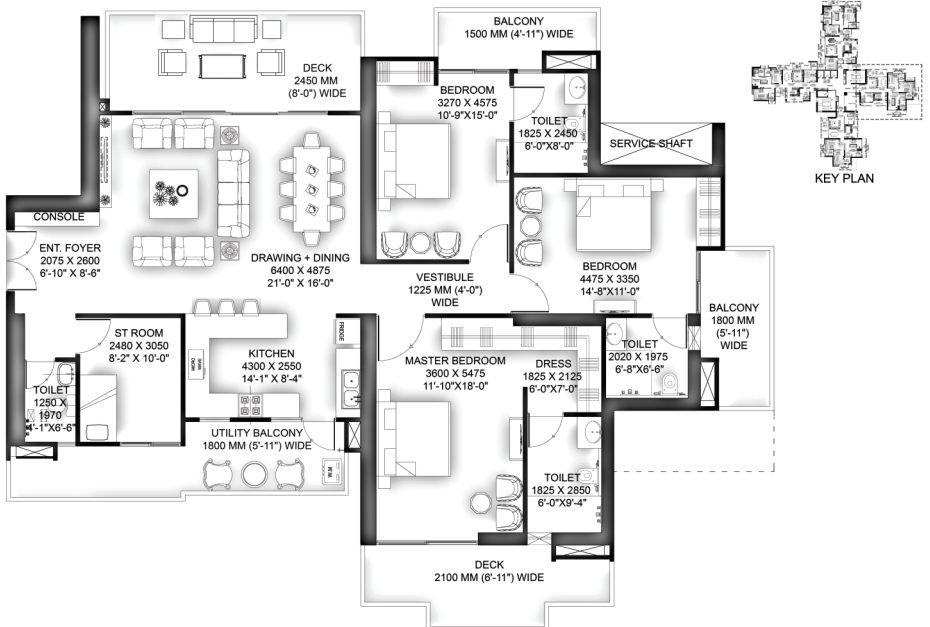 BALCONY
1500 MM (4'-11") WIDE
DECK
2450 MM
(8'-0") WIDE
BEDROOM
3270 X 4575
10'-9"X15'-0"
TOILET
1825 X 2450
6'-0"X8'-0"
SERVICE SHAFT
KEY PLAN
CONSOLE
ENT. FOYER
2075 X 2600
6'-10" X 8'-6"
DRAWING + DINING
6400 X 4875
21'-0" X 16'-0"
VESTIBULE
1225 MM (4'-0")
WIDE
BEDROOM
4475 X 3350
14'-8"X11'-0"
BALCONY
1800 MM
(5'-11")
WIDE
ST ROOM
2480 X 3050
8'-2" X 10'-0"
FRIDGE
KITCHEN
4300 X 2550
14'-1" X 8'-4"
MASTER BEDROOM
3600 X 5475
11'-10"X18'-0"
DRESS
1825 X 2125
6'-0"X7'-0"
TOILET
2020 X 1975
6'-8"X6'-6"
TOILET
1250 X
1970
4'-1"X6'-6"
UTILITY BALCONY
1800 MM (5'-11") WIDE
W.M
TOILET
1825 X 2850
6'-0"X9'-4"
DECK
2100 MM (6'-11") WIDE